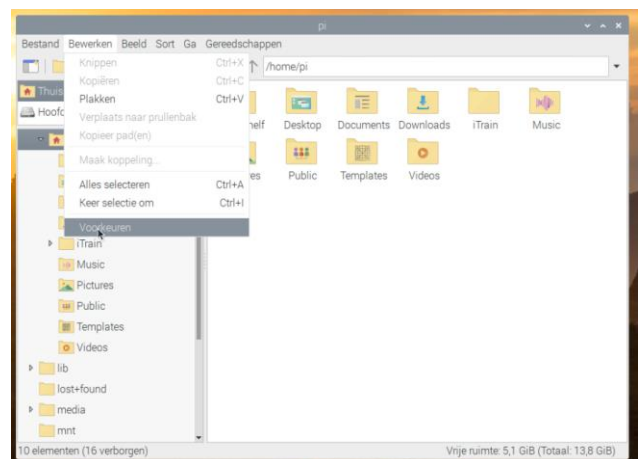 pi
Bestand Bewerken Beeld Sort Ga Gereedschappen
Knippen Ctrl+X
/home/pi
Kopiëren Ctrl+C
Plakken Ctrl+V
Verplaats naar prullenbak
Kopieer pad(en)
Maak koppeling...
Alles selecteren Ctrl+A
Keer selectie om Ctrl+I
Voorkeuren
Desktop Documents Downloads iTrain Music
Public Templates Videos
iTrain
Music
Pictures
Public
Templates
Videos
lib
lost+found
media
mnt
10 elementen (16 verborgen) Vrije ruimte: 5,1 GiB (Totaal: 13,8 GiB)